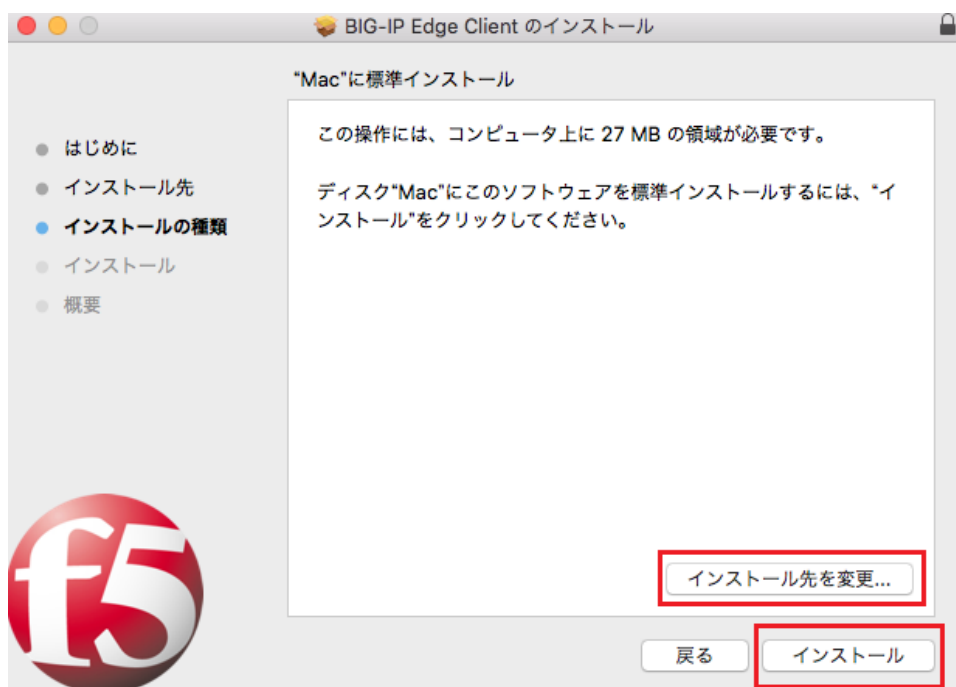 BIG-IP Edge Client のインストール
“Mac”に標準インストール
はじめに
インストール先
インストールの種類
インストール
概要
この操作には、コンピュータ上に 27 MB の領域が必要です。
ディスク“Mac”にこのソフトウェアを標準インストールするには、“イ
ンストール”をクリックしてください。
インストール先を変更...
戻る
インストール
f5